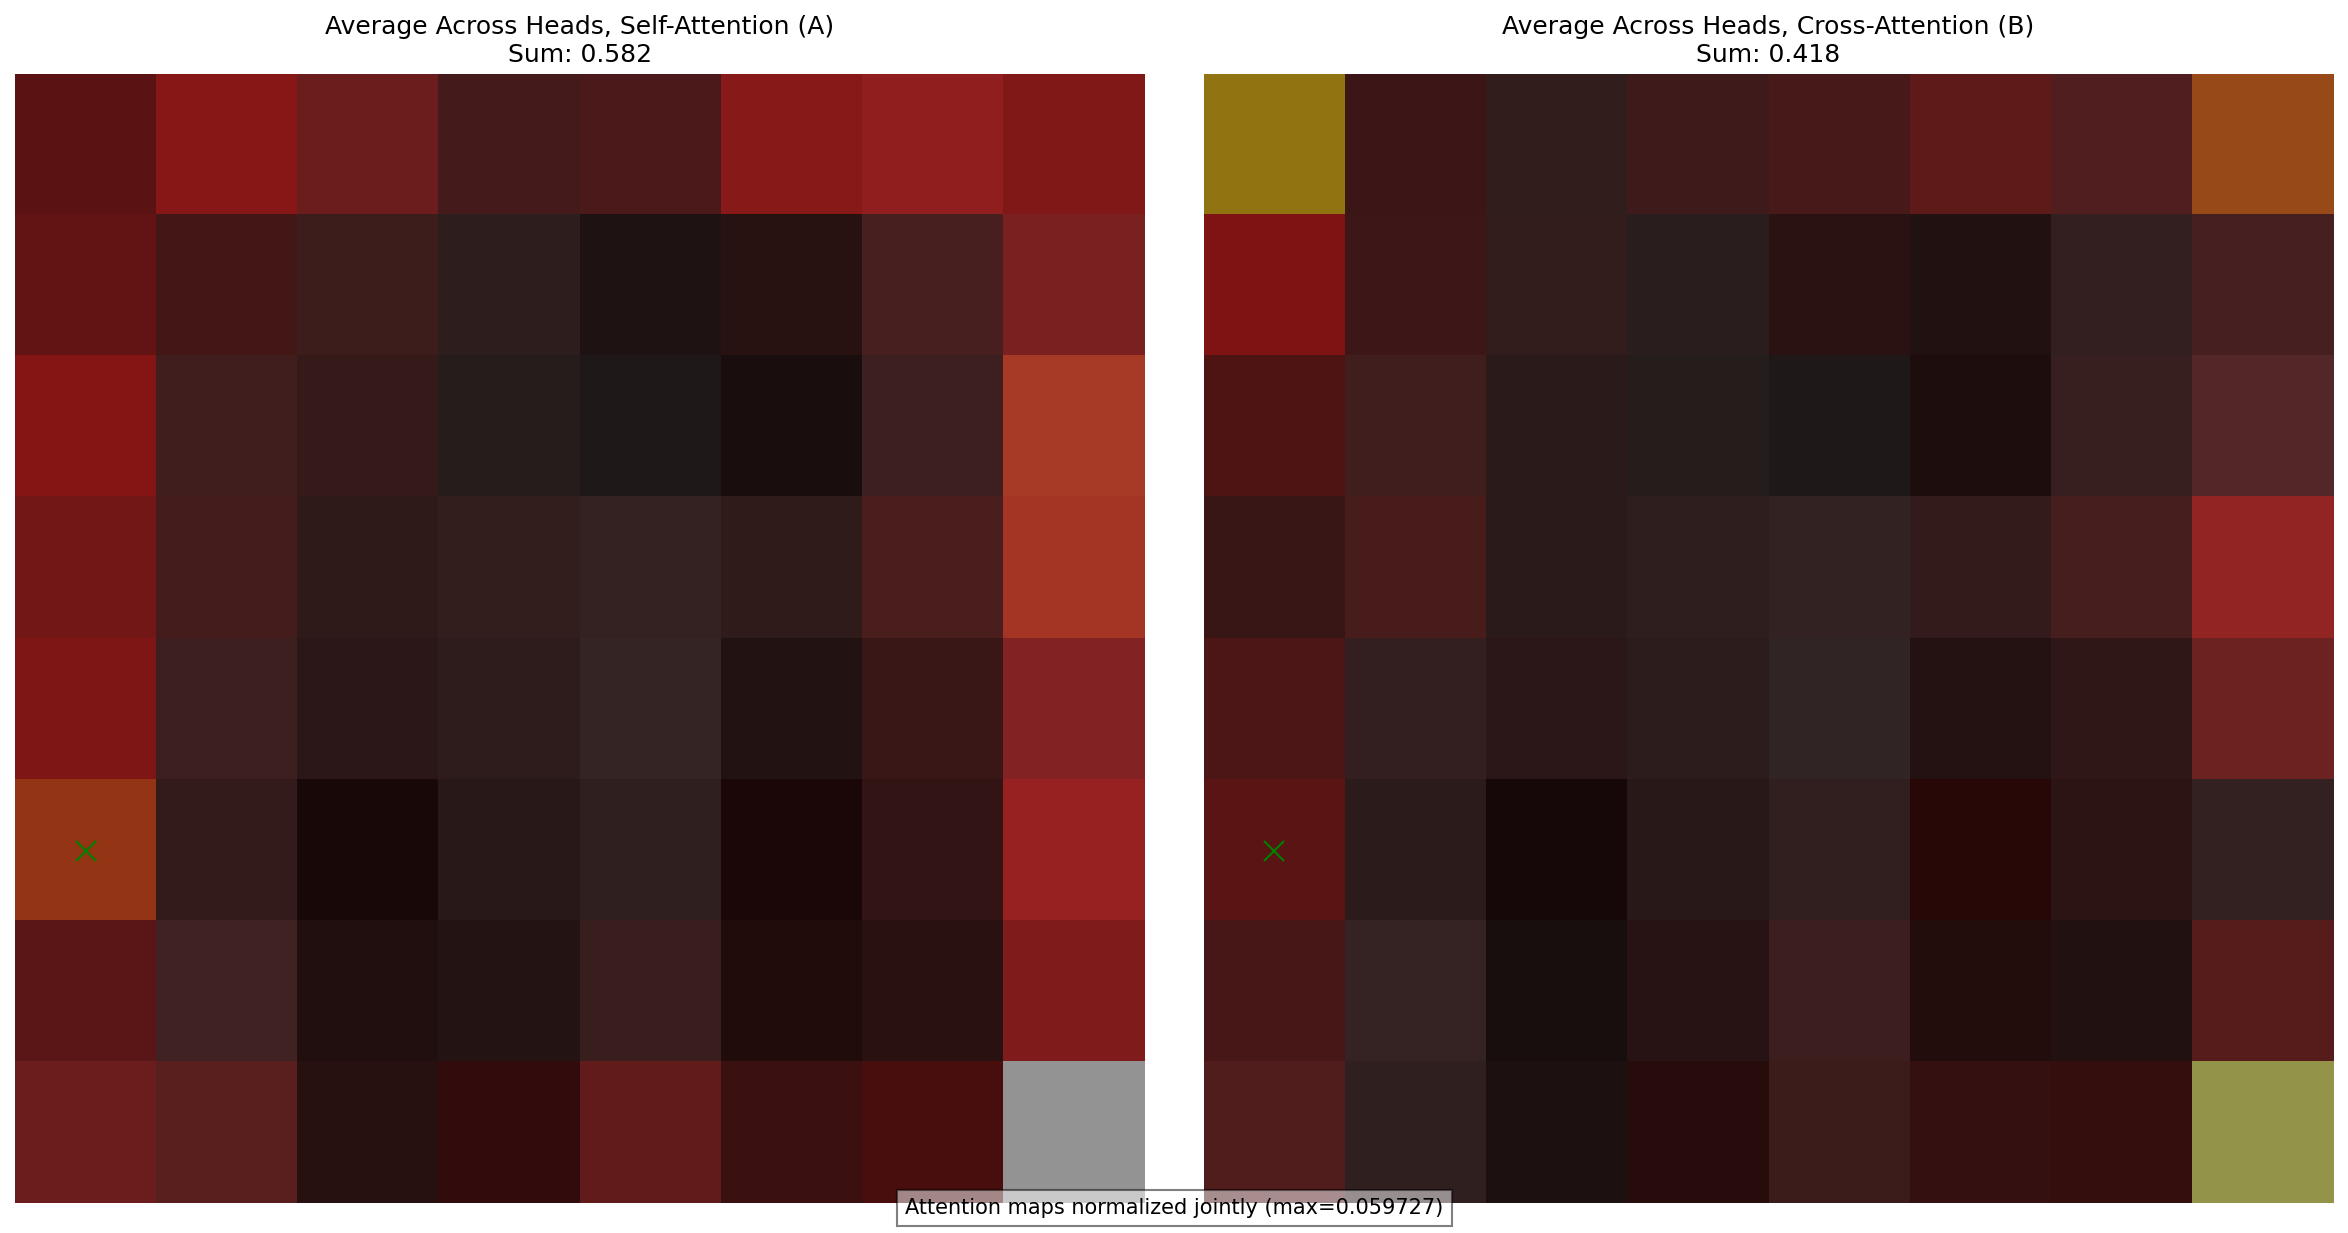 Average Across Heads, Self-Attention (A)
Sum: 0.582
Average Across Heads, Cross-Attention (B)
Sum: 0.418
Attention maps normalized jointly (max=0.059727)